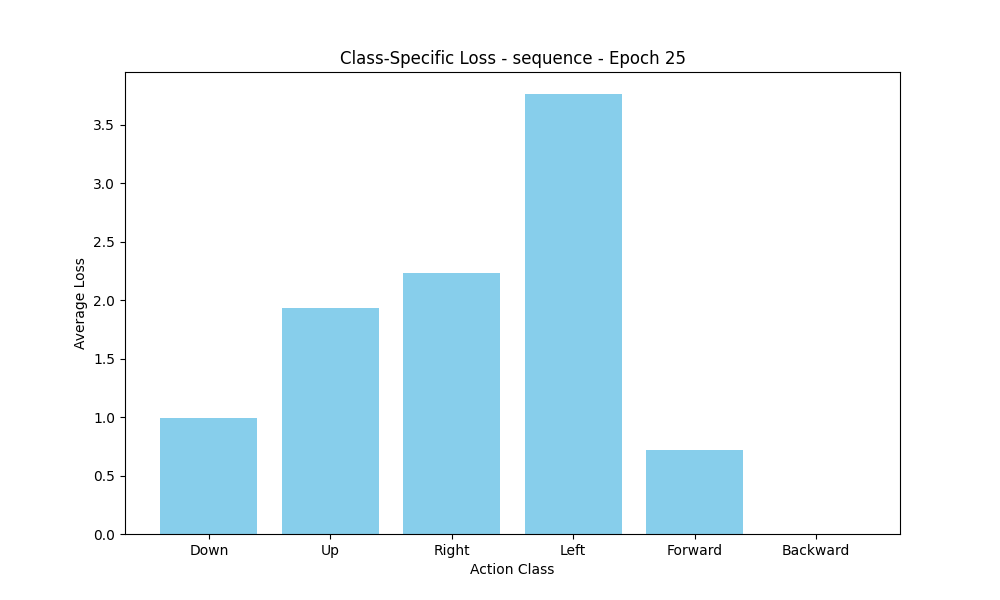 Class-Specific Loss - sequence - Epoch 25
Average Loss
3.5
3.0
2.5
2.0
1.5
1.0
0.5
0.0
Down Up Right Left Forward Backward
Action Class